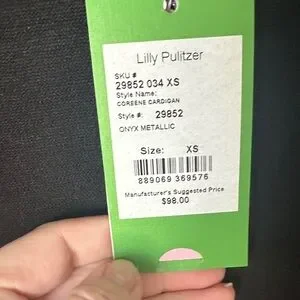 Lilly Pulitzer
SKU #
29852 034 XS
Style Name:
COREENE CARDIGAN
Style #: 29852
ONYX METALLIC
Size: XS
889069 369576
Manufacturer's Suggested Price
$98.00